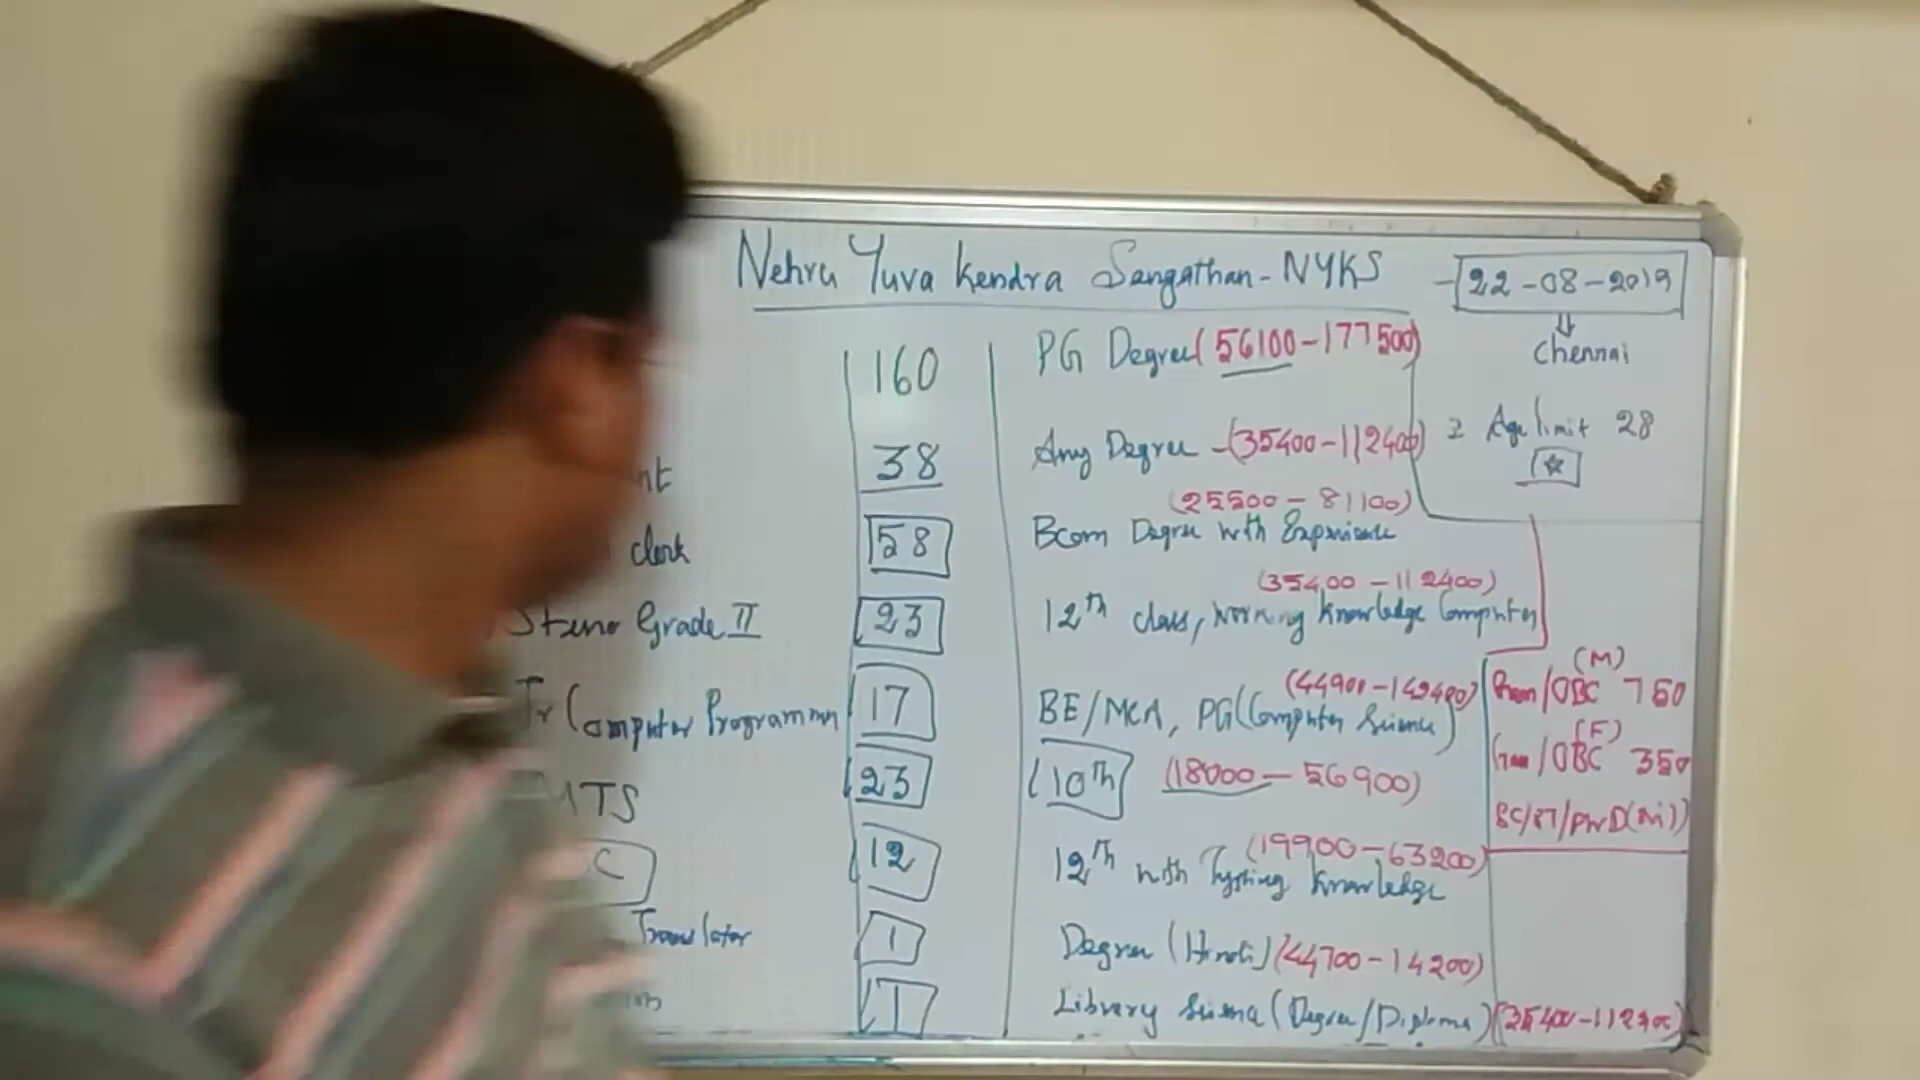 Nehru Yuva Kendra Sangathan - NYKS - 22-08-2019
Chennai
160 PG Degree (56100-177500)
Age limit 28
38 Any Degree - (35400-112400)
(25500 - 81100)
clerk 58 Bcom Degree with Experience
(35400 - 112400)
Steno Grade II 23 12th class, Working Knowledge Computer
(44900-142400)
Computer Programmer 17 BE/MCA, PG (Computer Science)
MTS 23 (10th) (18000 - 56900)
(19900-63200)
12 12th with Typing Knowledge
Translator 1 Degree (Hindi) (44700-14200)
1 Library Science (Degree/Diploma) (35400-112400)
(M)
/OBC 750
(F)
/OBC 350
SC/ST/PWD (Nil)